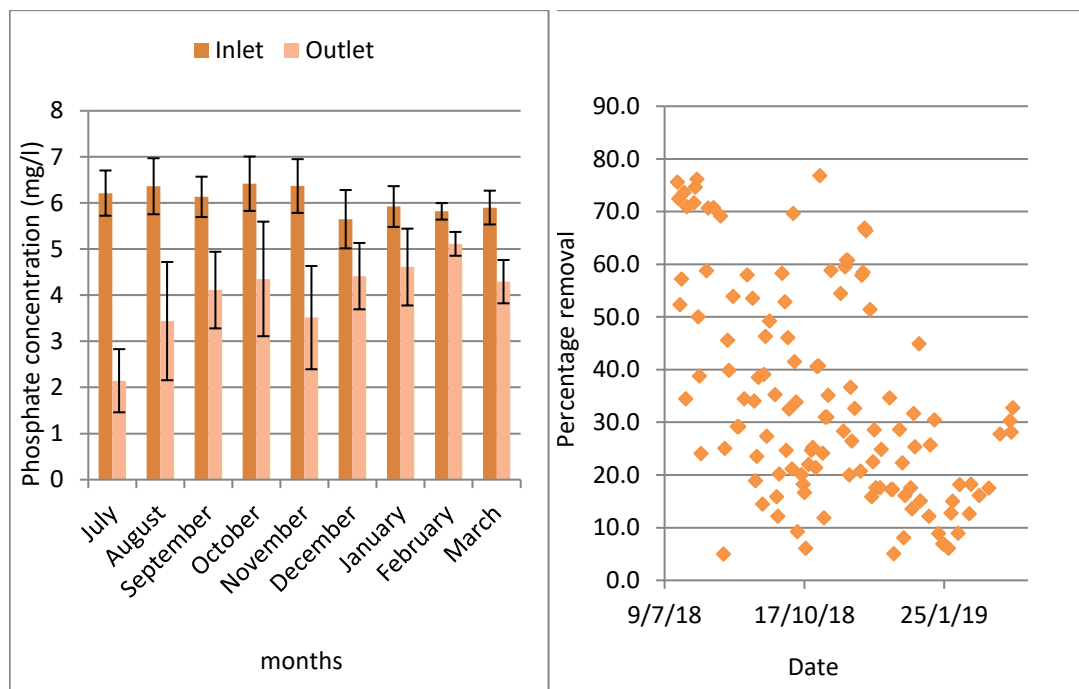 Inlet Outlet
Phosphate concentration (mg/l)
8
7
6
5
4
3
2
1
0
July
August
September
October
November
December
January
February
March
months
Percentage removal
90.0
80.0
70.0
60.0
50.0
40.0
30.0
20.0
10.0
0.0
9/7/18 17/10/18 25/1/19
Date